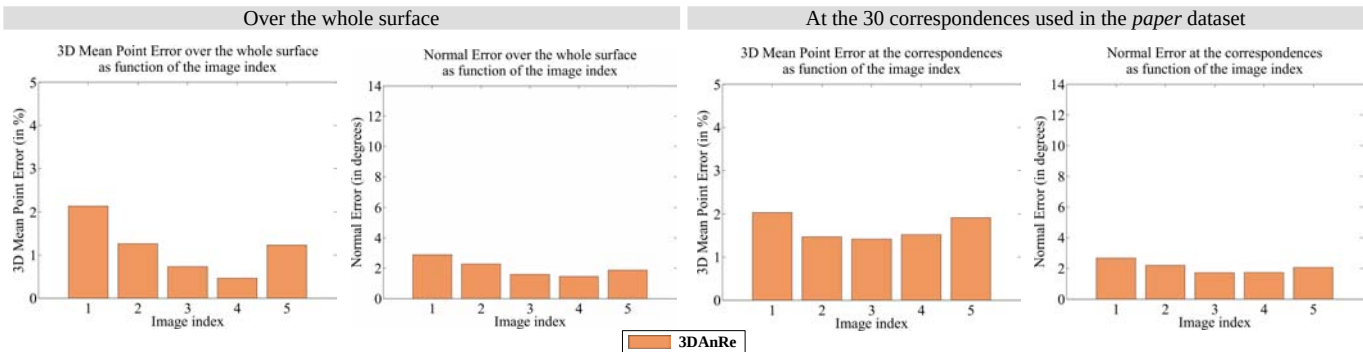 Over the whole surface
At the 30 correspondences used in the paper dataset
3D Mean Point Error over the whole surface
as function of the image index
5
4
3
2
1
0
3D Mean Point Error (in %)
1 2 3 4 5
Image index
Normal Error over the whole surface
as function of the image index
14
12
10
8
6
4
2
0
Normal Error (in degrees)
1 2 3 4 5
Image index
3D Mean Point Error at the correspondences
as function of the image index
5
4
3
2
1
0
3D Mean Point Error (in %)
1 2 3 4 5
Image index
Normal Error at the correspondences
as function of the image index
14
12
10
8
6
4
2
0
Normal Error (in degrees)
1 2 3 4 5
Image index
3DAnRe